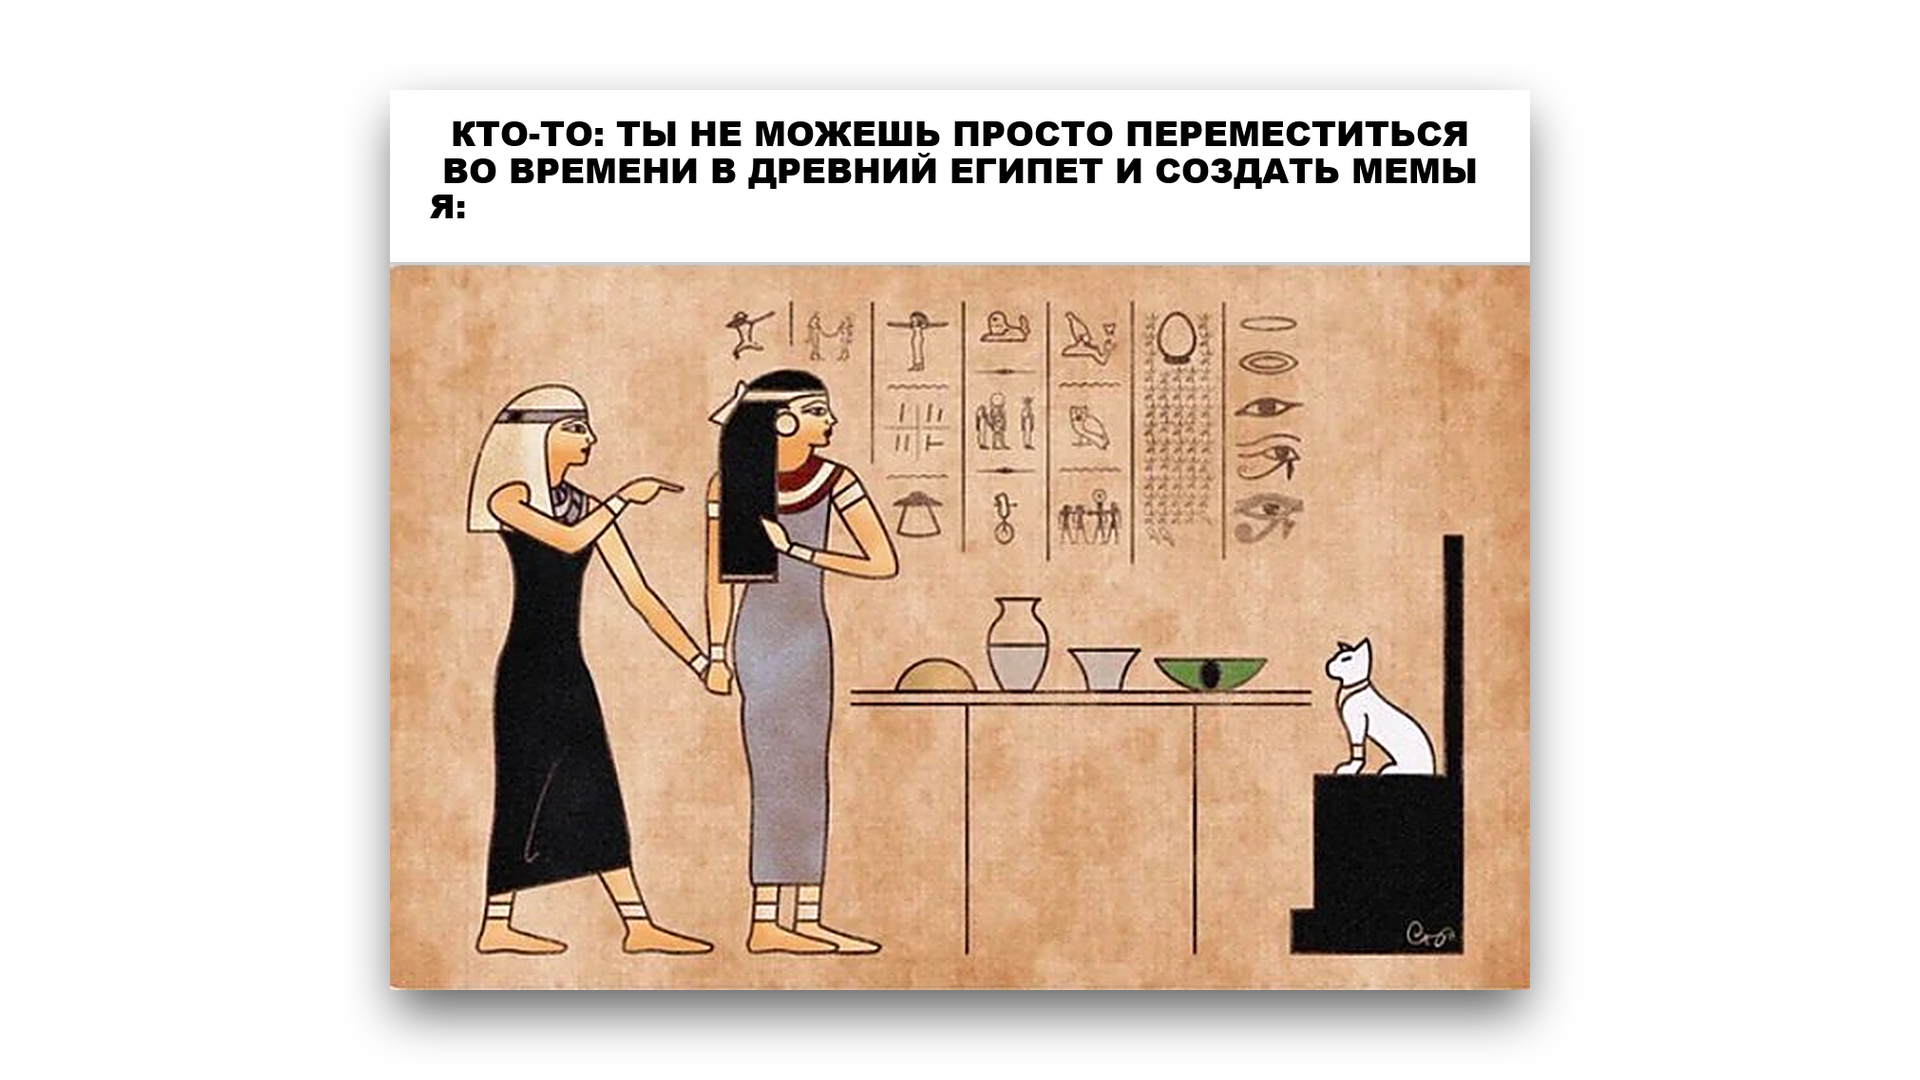 КТО-ТО: ТЫ НЕ МОЖЕШЬ ПРОСТО ПЕРЕМЕСТИТЬСЯ
ВО ВРЕМЕНИ В ДРЕВНИЙ ЕГИПЕТ И СОЗДАТЬ МЕМЫ
Я: